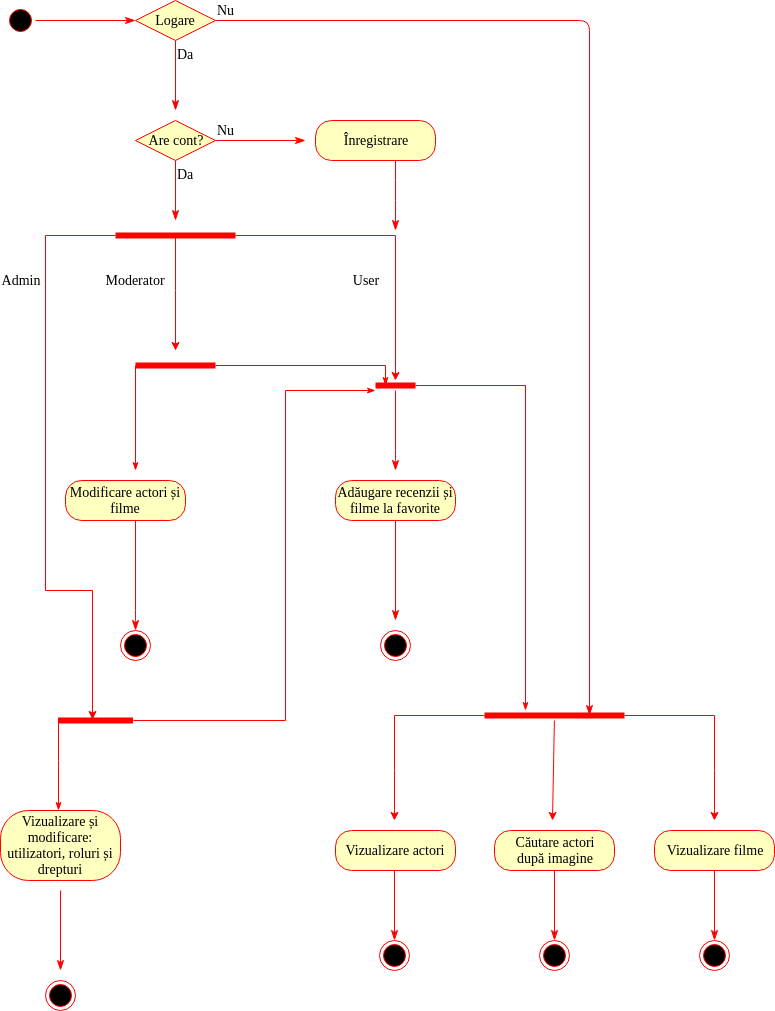 Logare
Nu
Da
Are cont?
Nu
Înregistrare
Da
Admin
Moderator
User
Modificare actori și
filme
Adăugare recenzii și
filme la favorite
Vizualizare și
modificare:
utilizatori, roluri și
drepturi
Vizualizare actori
Căutare actori
după imagine
Vizualizare filme